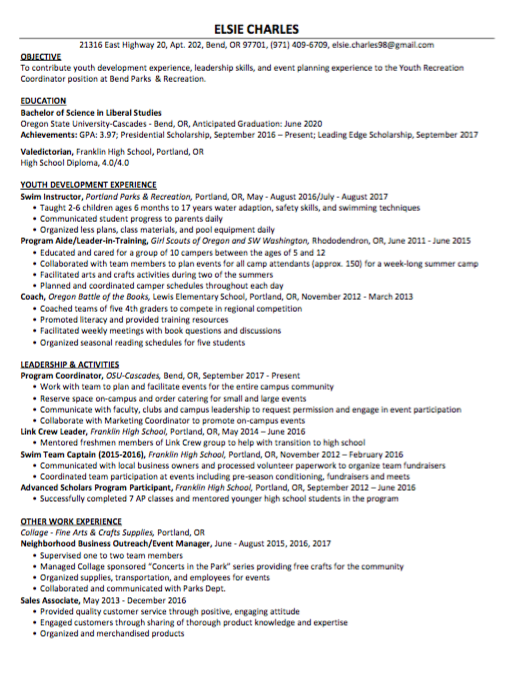 ELSIE CHARLES
21316 East Highway 20, Apt. 202, Bend, OR 97701, (971) 409-6709, elsie.charles98@gmail.com
OBJECTIVE
To contribute youth development experience, leadership skills, and event planning experience to the Youth Recreation
Coordinator position at Bend Parks & Recreation.
EDUCATION
Bachelor of Science in Liberal Studies
Oregon State University-Cascades - Bend, OR, Anticipated Graduation: June 2020
Achievements: GPA: 3.97; Presidential Scholarship, September 2016 – Present; Leading Edge Scholarship, September 2017
Valedictorian, Franklin High School, Portland, OR
High School Diploma, 4.0/4.0
YOUTH DEVELOPMENT EXPERIENCE
Swim Instructor, Portland Parks & Recreation, Portland, OR, May - August 2016/July - August 2017
• Taught 2-6 children ages 6 months to 17 years water adaption, safety skills, and swimming techniques
• Communicated student progress to parents daily
• Organized less plans, class materials, and pool equipment daily
Program Aide/Leader-in-Training, Girl Scouts of Oregon and SW Washington, Rhododendron, OR, June 2011 - June 2015
• Educated and cared for a group of 10 campers between the ages of 5 and 12
• Collaborated with team members to plan events for all camp attendants (approx. 150) for a week-long summer camp
• Facilitated arts and crafts activities during two of the summers
• Planned and coordinated camper schedules throughout each day
Coach, Oregon Battle of the Books, Lewis Elementary School, Portland, OR, November 2012 - March 2013
• Coached teams of five 4th graders to compete in regional competition
• Promoted literacy and provided training resources
• Facilitated weekly meetings with book questions and discussions
• Organized seasonal reading schedules for five students
LEADERSHIP & ACTIVITIES
Program Coordinator, OSU-Cascades, Bend, OR, September 2017 - Present
• Work with team to plan and facilitate events for the entire campus community
• Reserve space on-campus and order catering for small and large events
• Communicate with faculty, clubs and campus leadership to request permission and engage in event participation
• Collaborate with Marketing Coordinator to promote on-campus events
Link Crew Leader, Franklin High School, Portland, OR, May 2014 – June 2016
• Mentored freshmen members of Link Crew group to help with transition to high school
Swim Team Captain (2015-2016), Franklin High School, Portland, OR, November 2012 – February 2016
• Communicated with local business owners and processed volunteer paperwork to organize team fundraisers
• Coordinated team participation at events including pre-season conditioning, fundraisers and meets
Advanced Scholars Program Participant, Franklin High School, Portland, OR, September 2012 – June 2016
• Successfully completed 7 AP classes and mentored younger high school students in the program
OTHER WORK EXPERIENCE
Collage - Fine Arts & Crafts Supplies, Portland, OR
Neighborhood Business Outreach/Event Manager, June - August 2015, 2016, 2017
• Supervised one to two team members
• Managed Collage sponsored "Concerts in the Park" series providing free crafts for the community
• Organized supplies, transportation, and employees for events
• Collaborated and communicated with Parks Dept.
Sales Associate, May 2013 - December 2016
• Provided quality customer service through positive, engaging attitude
• Engaged customers through sharing of thorough product knowledge and expertise
• Organized and merchandised products